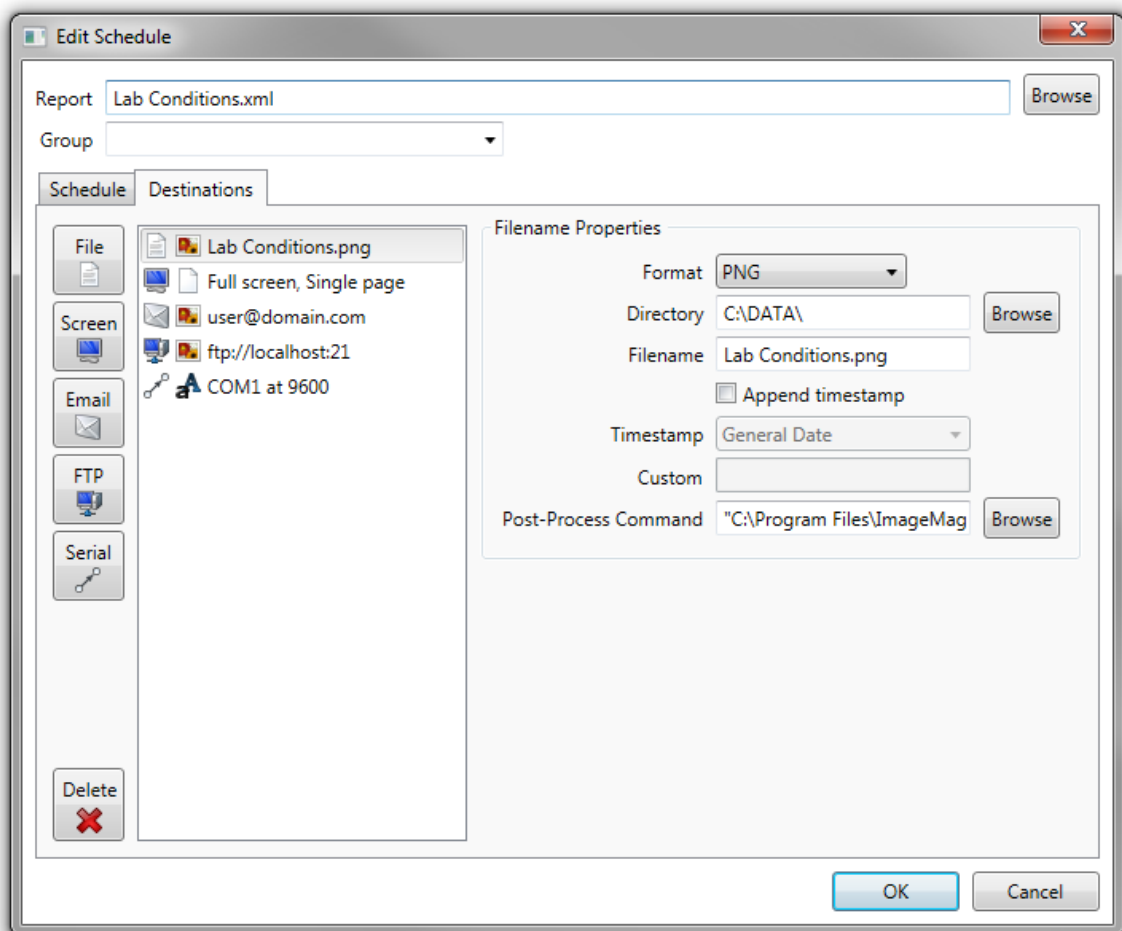 Edit Schedule
Report Lab Conditions.xml Browse
Group
Schedule Destinations
File
Screen
Email
FTP
Serial
Delete
Lab Conditions.png
Full screen, Single page
user@domain.com
ftp://localhost:21
COM1 at 9600
Filename Properties
Format PNG
Directory C:\DATA\ Browse
Filename Lab Conditions.png
Append timestamp
Timestamp General Date
Custom
Post-Process Command "C:\Program Files\ImageMag Browse
OK Cancel